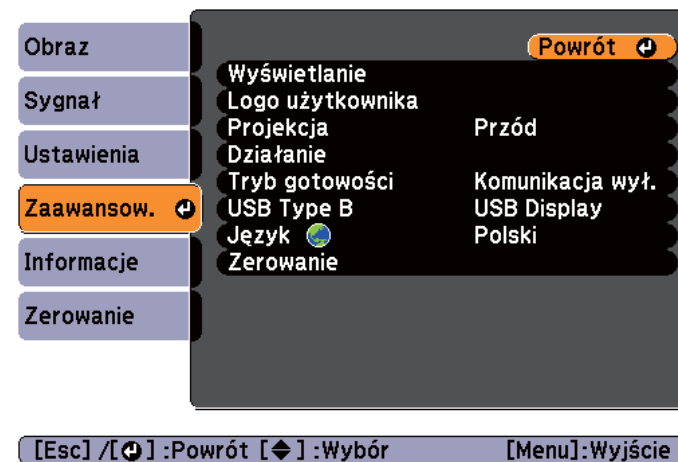 Obraz
Sygnał
Ustawienia
Zaawansow.
Informacje
Zerowanie
Powrót
Wyświetlanie
Logo użytkownika
Projekcja Przód
Działanie
Tryb gotowości Komunikacja wył.
USB Type B USB Display
Język Polski
Zerowanie
[Esc] /[⏎] :Powrót [◆] :Wybór [Menu]:Wyjście